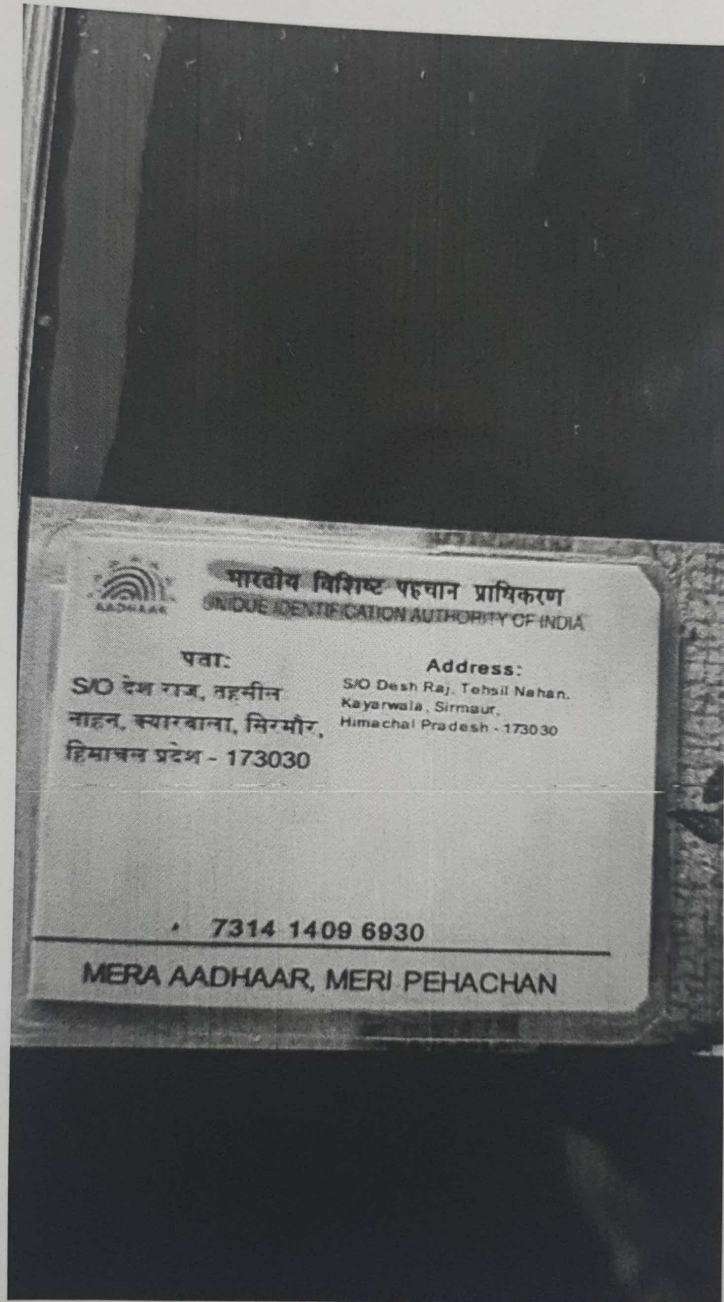 AADHAAR
भारतीय विशिष्ट पहचान प्राधिकरण
UNIQUE IDENTIFICATION AUTHORITY OF INDIA
पता:
S/O देश राज, तहसील
नाहन, क्यारवाला, सिरमौर,
हिमाचल प्रदेश - 173030
Address:
S/O Desh Raj, Tehsil Nahan,
Kayarwala, Sirmaur,
Himachal Pradesh - 173030
7314 1409 6930
MERA AADHAAR, MERI PEHACHAN